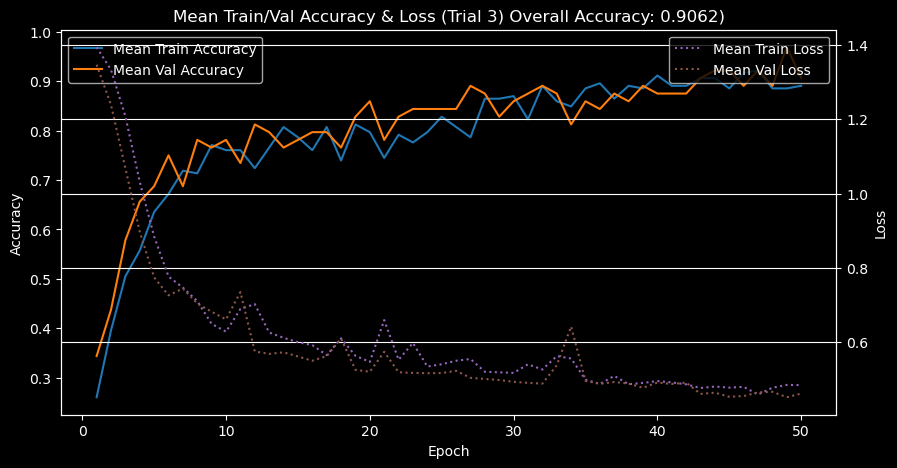 Mean Train/Val Accuracy & Loss (Trial 3) Overall Accuracy: 0.9062)
Mean Train Accuracy
Mean Val Accuracy
Mean Train Loss
Mean Val Loss
1.0
0.9
0.8
0.7
0.6
0.5
0.4
0.3
Accuracy
1.4
1.2
1.0
0.8
0.6
Loss
0
10
20
30
40
50
Epoch